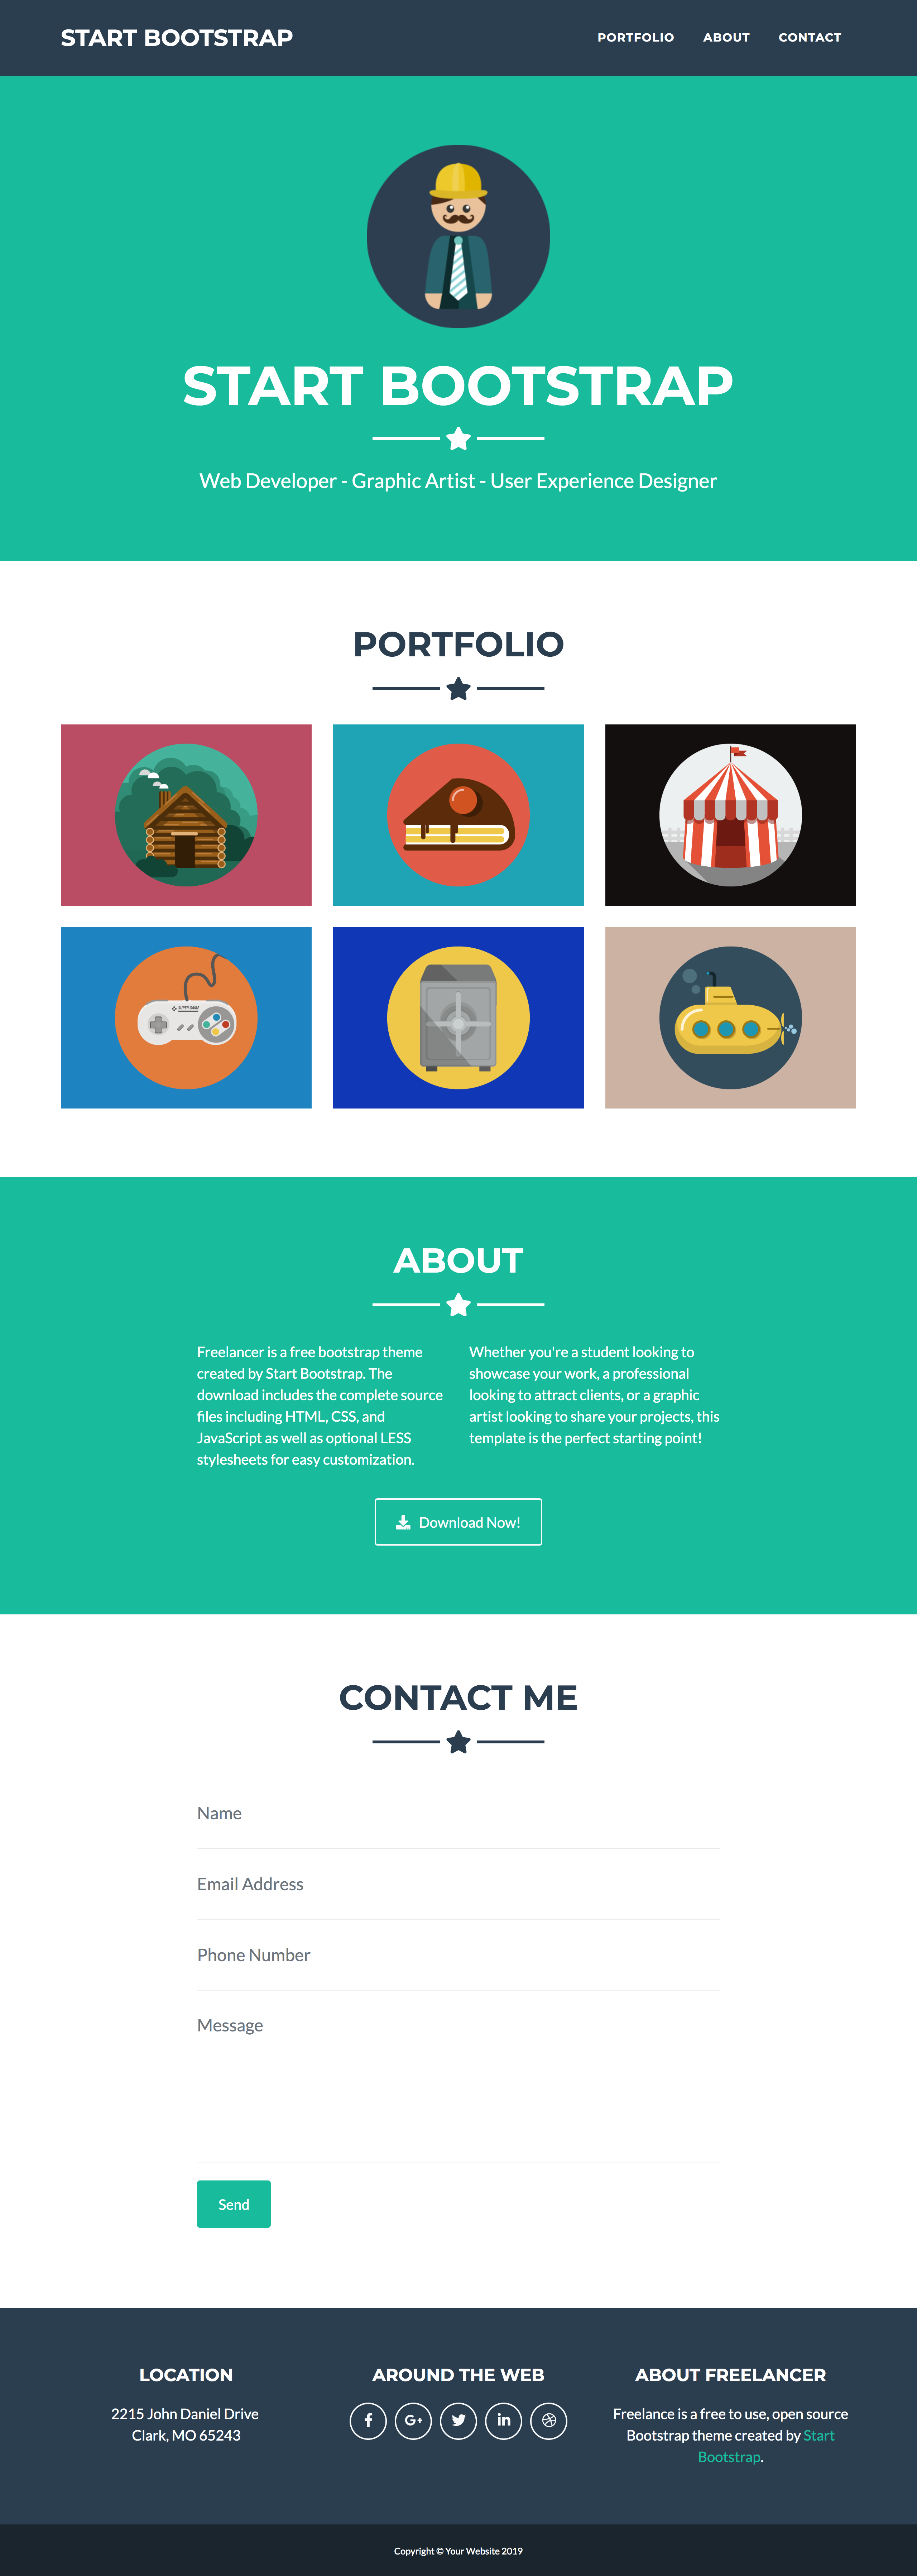 START BOOTSTRAP
PORTFOLIO
ABOUT
CONTACT
START BOOTSTRAP
Web Developer - Graphic Artist - User Experience Designer
PORTFOLIO
SUPER GAME
ABOUT
Freelancer is a free bootstrap theme
created by Start Bootstrap. The
download includes the complete source
files including HTML, CSS, and
JavaScript as well as optional LESS
stylesheets for easy customization.
Whether you're a student looking to
showcase your work, a professional
looking to attract clients, or a graphic
artist looking to share your projects, this
template is the perfect starting point!
Download Now!
CONTACT ME
Name
Email Address
Phone Number
Message
Send
LOCATION
2215 John Daniel Drive
Clark, MO 65243
AROUND THE WEB
ABOUT FREELANCER
Freelance is a free to use, open source
Bootstrap theme created by Start
Bootstrap.
Copyright © Your Website 2019